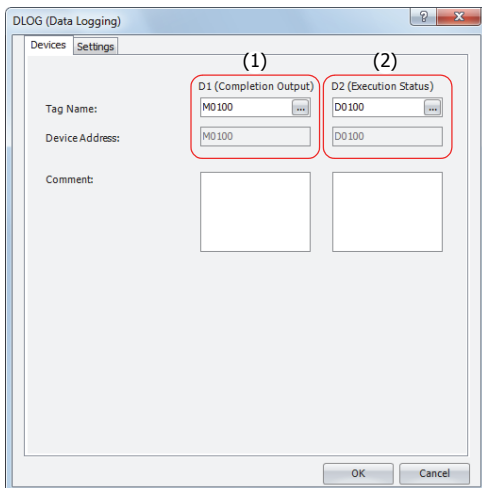 DLOG (Data Logging)
Devices Settings
(1) (2)
D1 (Completion Output) D2 (Execution Status)
Tag Name: M0100 ... D0100 ...
Device Address: M0100 D0100
Comment:
OK Cancel